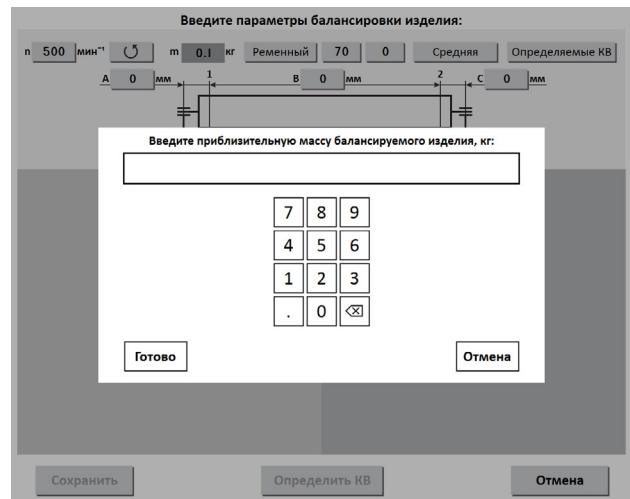 Введите параметры балансировки изделия:
n 500 мин⁻¹ m 0.1 кг Ременный 70 0 Средняя Определяемые КВ
A 0 мм 1 B 0 мм 2 C 0 мм
Введите приблизительную массу балансируемого изделия, кг:
7 8 9
4 5 6
1 2 3
. 0
Готово Отмена
Сохранить Определить КВ Отмена